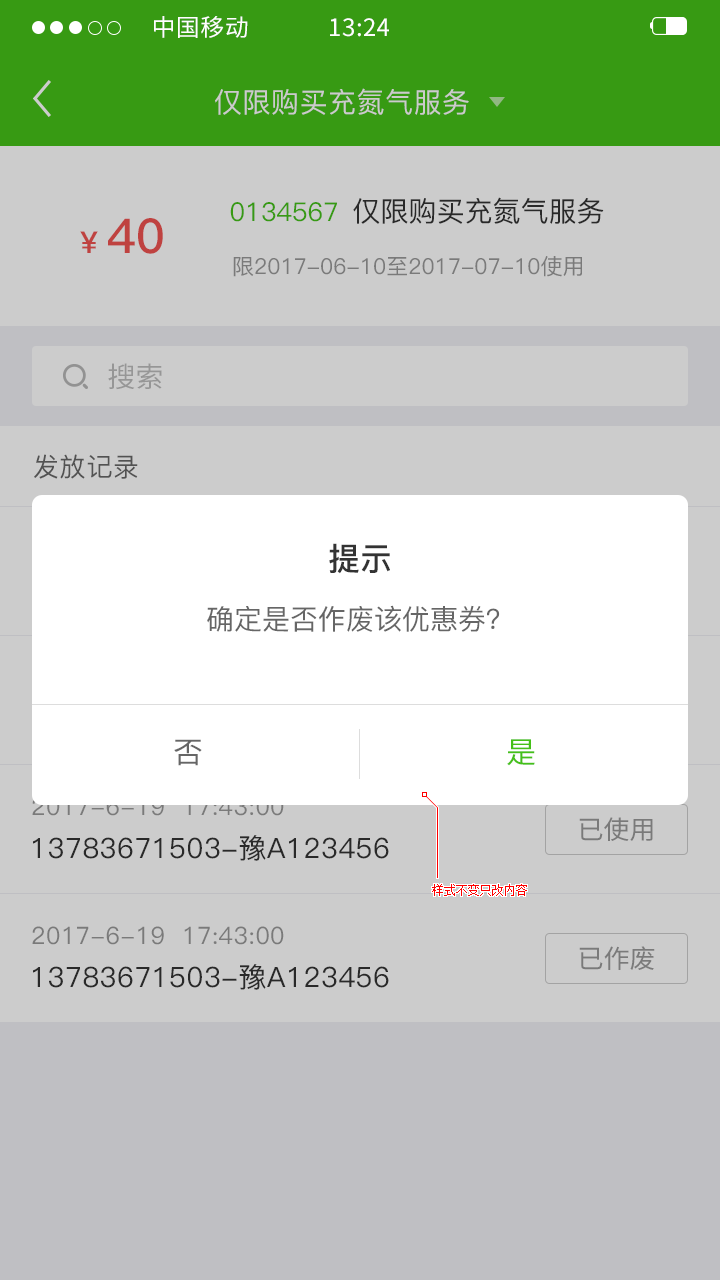 中国移动 13:24
仅限购买充氮气服务
¥ 40
0134567 仅限购买充氮气服务
限2017-06-10至2017-07-10使用
搜索
发放记录
提示
确定是否作废该优惠券?
否 是
2017-6-19 17:43:00
13783671503-豫A123456
已使用
样式不变只改内容
2017-6-19 17:43:00
13783671503-豫A123456
已作废